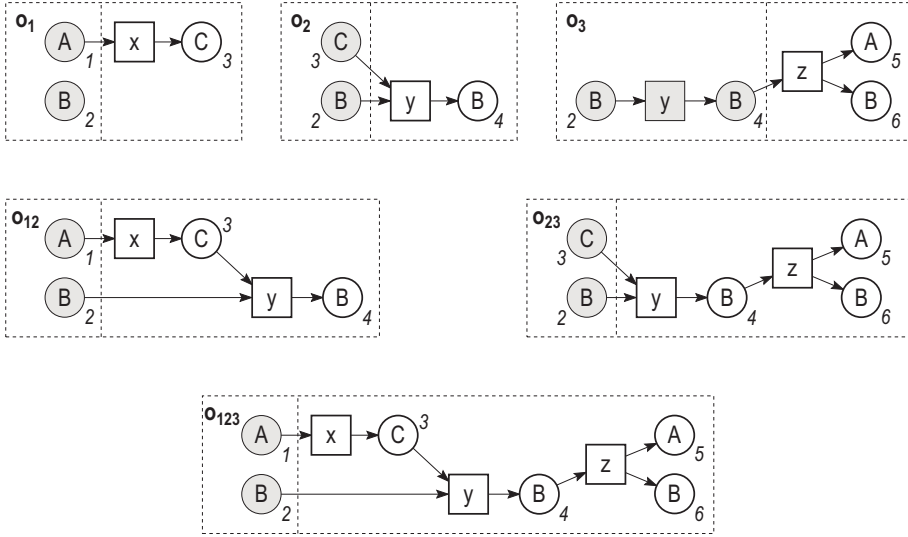 o1 A 1 x C 3
B 2
o2 C 3
B 2 y B 4
o3 B 2 y B 4 z A 5
B 6
o12 A 1 x C 3
B 2 y B 4
o23 C 3
B 2 y B 4 z A 5
B 6
o123 A 1 x C 3
B 2 y B 4 z A 5
B 6